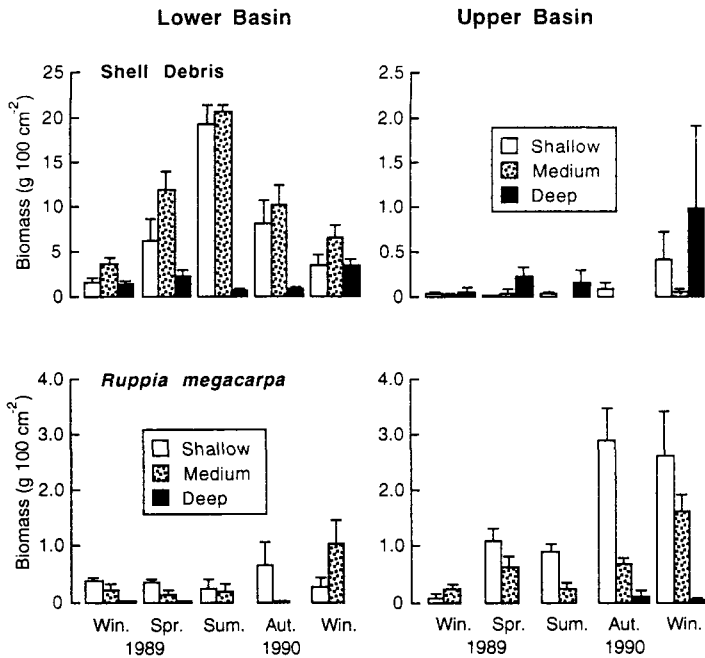 Lower Basin
Upper Basin
Shell Debris
Biomass (g 100 cm⁻²)
25
20
15
10
5
0
2.5
2.0
1.5
1.0
0.5
0
Shallow
Medium
Deep
Ruppia megacarpa
Biomass (g 100 cm⁻²)
4.0
3.0
2.0
1.0
0
Shallow
Medium
Deep
4.0
3.0
2.0
1.0
0
Win. Spr. Sum. Aut. Win.
1989 1990
Win. Spr. Sum. Aut. Win.
1989 1990